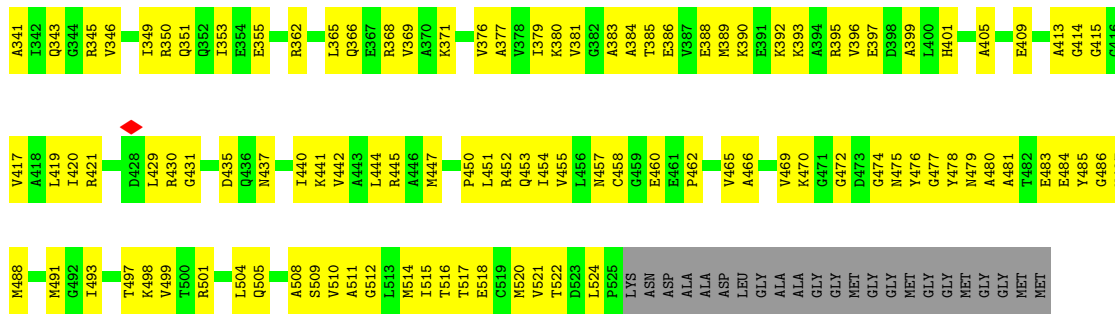 A341 I342 Q343 G344 R345 V346 I349 R350 Q351 Q352 I353 E354 E355 R362 L365 Q366 E367 R368 V369 A370 K371 V376 A377 V378 I379 K380 V381 G382 A383 A384 T385 E386 V387 E388 M389 K390 E391 K392 K393 A394 R395 V396 E397 D398 A399 L400 H401 A405 E409 A413 G414 G415 G416
V417 A418 L419 I420 R421 D428 L429 R430 G431 D435 Q436 N437 I440 K441 V442 A443 L444 R445 A446 M447 P450 L451 R452 Q453 I454 V455 L456 N457 C458 G459 E460 E461 P462 V465 A466 V469 K470 G471 G472 D473 G474 N475 Y476 G477 Y478 N479 A480 A481 T482 E483 E484 Y485 G486
M488 M491 G492 I493 T497 K498 V499 T500 R501 L504 Q505 A508 S509 V510 A511 G512 L513 M514 I515 T516 T517 E518 C519 M520 V521 T522 D523 L524 P525 LYS ASN ASP ALA ALA ASP LEU GLY ALA ALA GLY MET GLY GLY MET GLY GLY MET GLY GLY MET MET